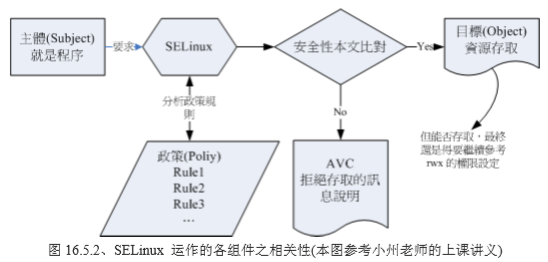 主體(Subject)
就是程序
要求
SELinux
安全性本文比對
Yes
目標(Object)
資源存取
分析政策規
則
No
但能否存取，最終
還是得要繼續參考
rwx 的權限設定
政策(Poliy)
Rule1
Rule2
Rule3
…
AVC
拒絕存取的訊
息說明
图 16.5.2、SELinux 运作的各组件之相关性(本图参考小州老师的上课讲义)